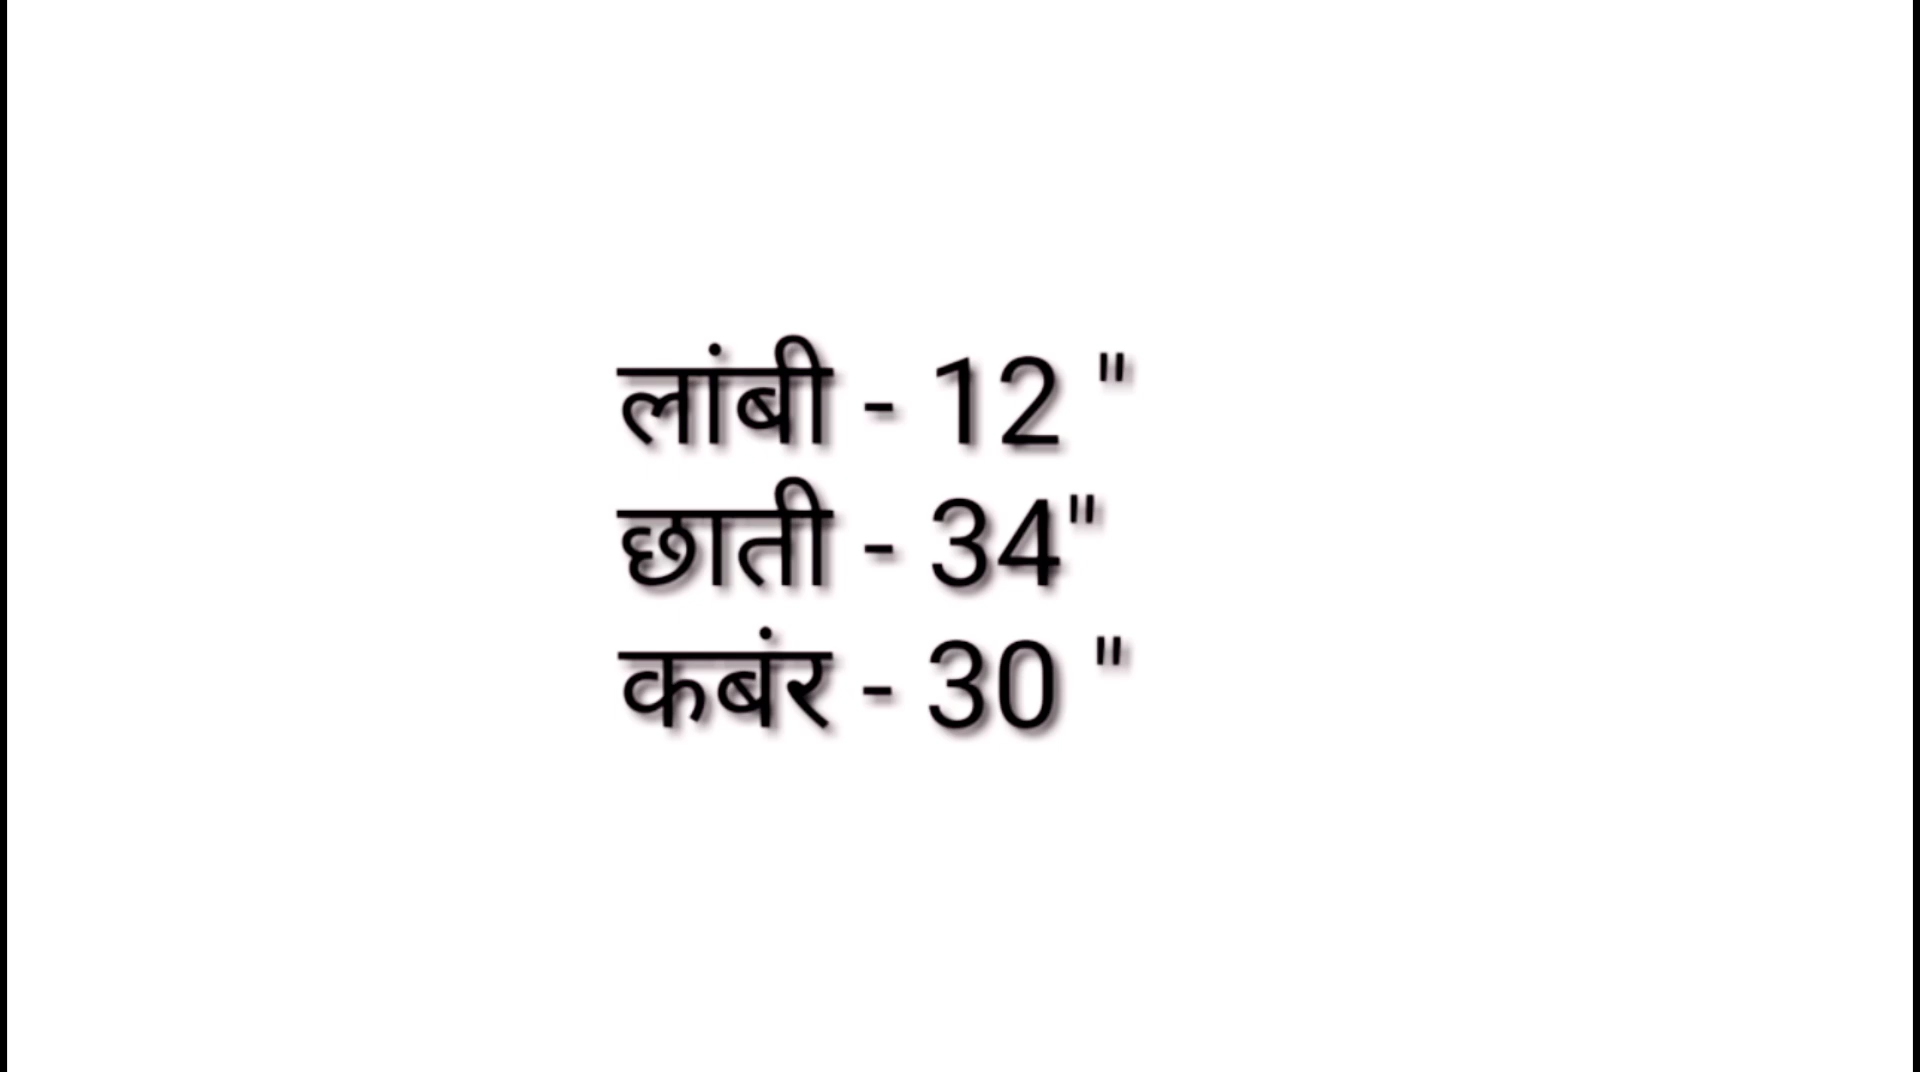 लांबी - 12 "
छाती - 34"
कबंर - 30 "